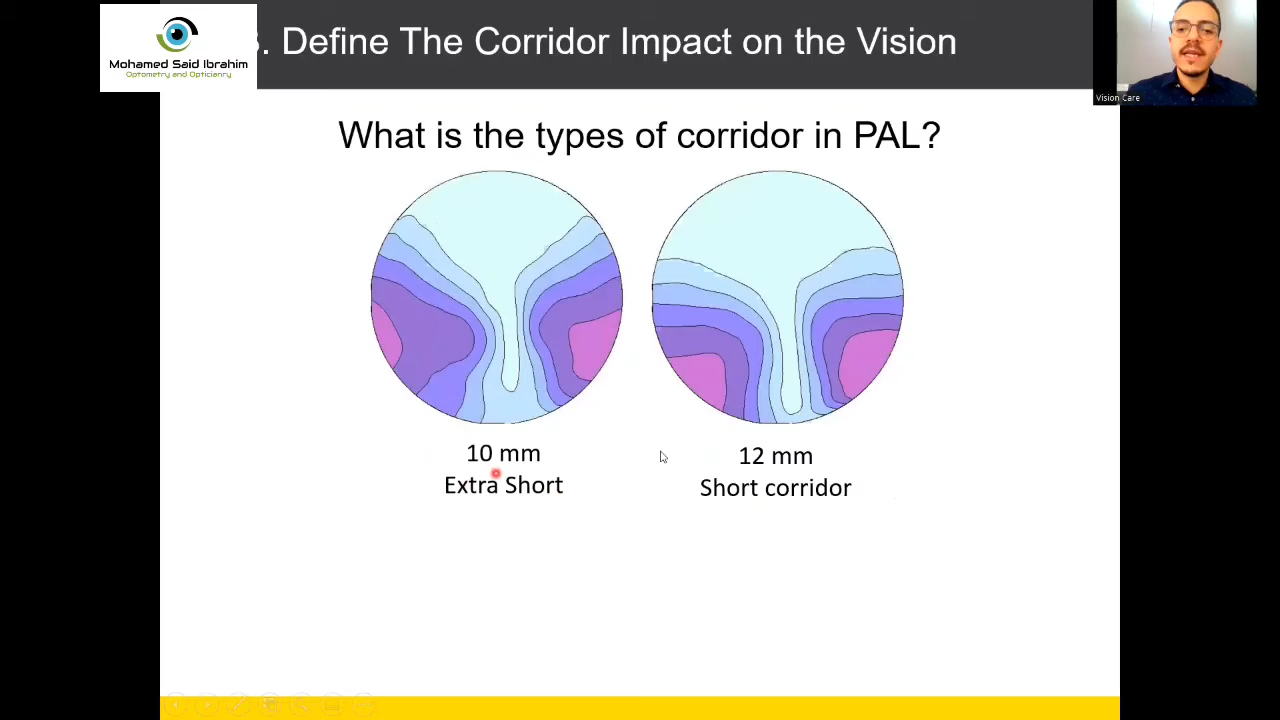 3. Define The Corridor Impact on the Vision
Mohamed Said Ibrahim
Optometry and Opticianry
Vision Care
What is the types of corridor in PAL?
10 mm
Extra Short
12 mm
Short corridor